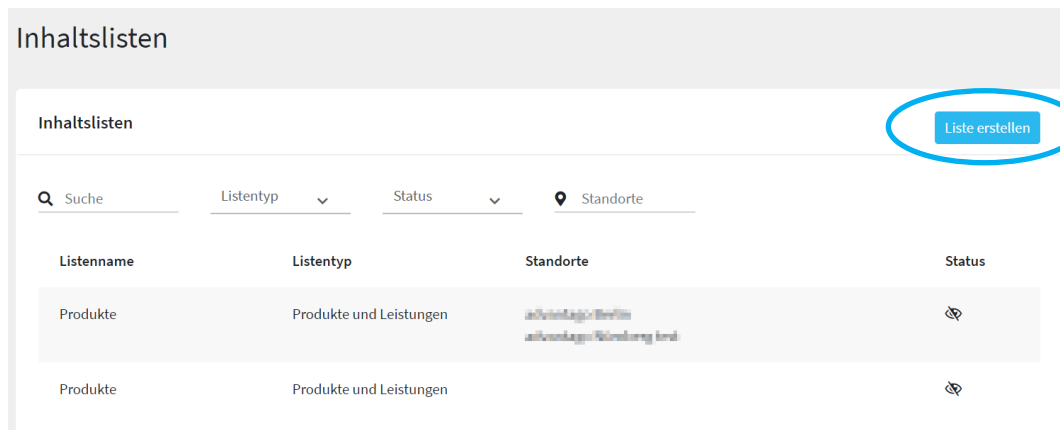 Inhaltslisten
Inhaltslisten
Liste erstellen
Suche
Listentyp
Status
Standorte
Listenname Listentyp Standorte Status
Produkte Produkte und Leistungen
Produkte Produkte und Leistungen